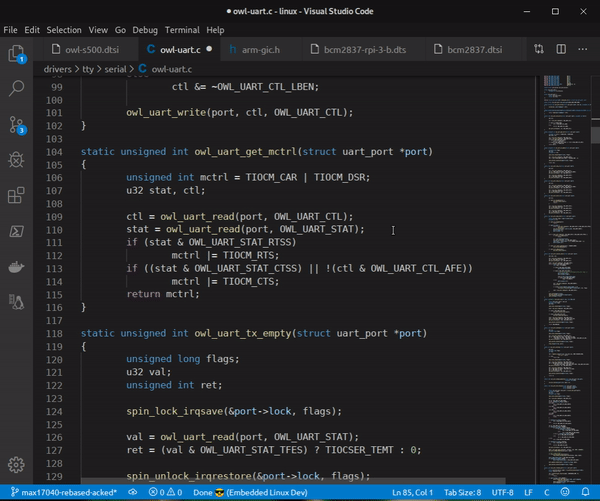 ● owl-uart.c - linux - Visual Studio Code
File Edit Selection View Go Debug Terminal Help
owl-s500.dtsi C owl-uart.c ● arm-gic.h bcm2837-rpi-3-b.dts bcm2837.dtsi
drivers › tty › serial › C owl-uart.c
99 ctl &= ~OWL_UART_CTL_LBEN;
100
101 owl_uart_write(port, ctl, OWL_UART_CTL);
102 }
103
104 static unsigned int owl_uart_get_mctrl(struct uart_port *port)
105 {
106 unsigned int mctrl = TIOCM_CAR | TIOCM_DSR;
107 u32 stat, ctl;
108
109 ctl = owl_uart_read(port, OWL_UART_CTL);
110 stat = owl_uart_read(port, OWL_UART_STAT);
111 if (stat & OWL_UART_STAT_RTSS)
112 mctrl |= TIOCM_RTS;
113 if ((stat & OWL_UART_STAT_CTSS) || !(ctl & OWL_UART_CTL_AFE))
114 mctrl |= TIOCM_CTS;
115 return mctrl;
116 }
117
118 static unsigned int owl_uart_tx_empty(struct uart_port *port)
119 {
120 unsigned long flags;
121 u32 val;
122 unsigned int ret;
123
124 spin_lock_irqsave(&port->lock, flags);
125
126 val = owl_uart_read(port, OWL_UART_STAT);
127 ret = (val & OWL_UART_STAT_TFES) ? TIOCSER_TEMT : 0;
128
129 spin_unlock_irqrestore(&port->lock, flags);
1
3
max17040-rebased-acked* 0 0 Done 😎 (Embedded Linux Dev) Ln 85, Col 1 Tab Size: 8 UTF-8 LF C